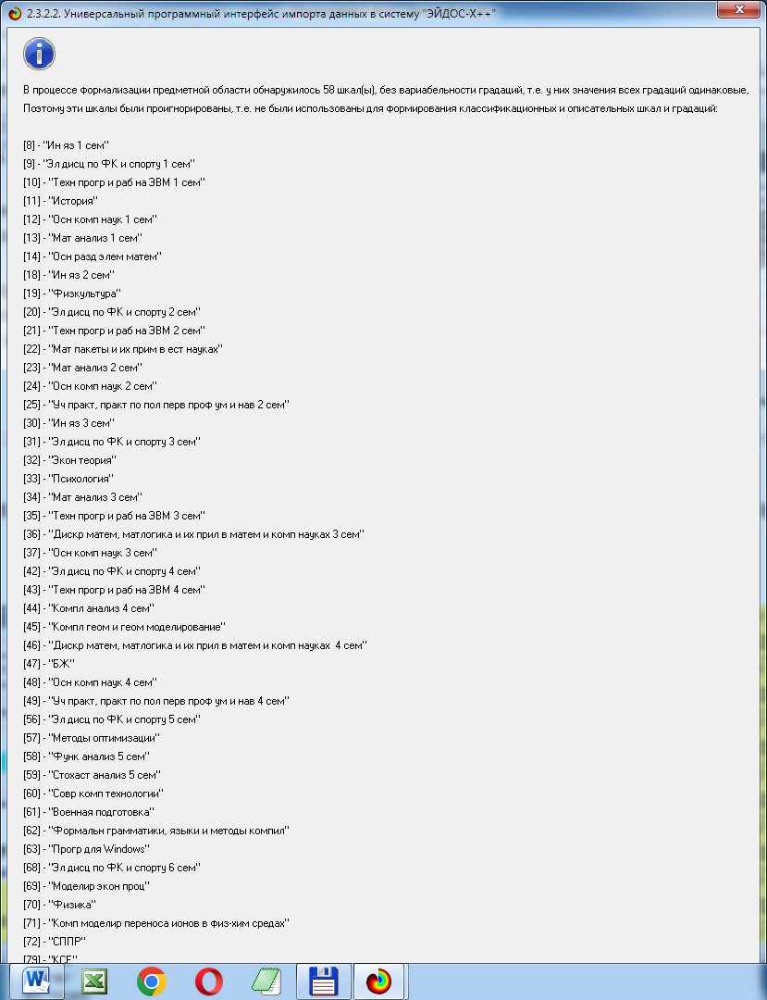 2.3.2.2. Универсальный программный интерфейс импорта данных в систему "ЭЙДОС-X++"
В процессе формализации предметной области обнаружилось 58 шкал(ы), без вариабельности градаций, т.е. у них значения всех градаций одинаковые,
Поэтому эти шкалы были проигнорированы, т.е. не были использованы для формирования классификационных и описательных шкал и градаций:
[8] - "Ин яз 1 сем"
[9] - "Эл дисц по ФК и спорту 1 сем"
[10] - "Техн прогр и раб на ЭВМ 1 сем"
[11] - "История"
[12] - "Осн комп наук 1 сем"
[13] - "Мат анализ 1 сем"
[14] - "Осн разд элем матем"
[18] - "Ин яз 2 сем"
[19] - "Физкультура"
[20] - "Эл дисц по ФК и спорту 2 сем"
[21] - "Техн прогр и раб на ЭВМ 2 сем"
[22] - "Мат пакеты и их прим в ест науках"
[23] - "Мат анализ 2 сем"
[24] - "Осн комп наук 2 сем"
[25] - "Уч практ, практ по пол перв проф ум и нав 2 сем"
[30] - "Ин яз 3 сем"
[31] - "Эл дисц по ФК и спорту 3 сем"
[32] - "Экон теория"
[33] - "Психология"
[34] - "Мат анализ 3 сем"
[35] - "Техн прогр и раб на ЭВМ 3 сем"
[36] - "Дискр матем, матлогика и их прил в матем и комп науках 3 сем"
[37] - "Осн комп наук 3 сем"
[42] - "Эл дисц по ФК и спорту 4 сем"
[43] - "Техн прогр и раб на ЭВМ 4 сем"
[44] - "Компл анализ 4 сем"
[45] - "Компл геом и геом моделирование"
[46] - "Дискр матем, матлогика и их прил в матем и комп науках  4 сем"
[47] - "БЖ"
[48] - "Осн комп наук 4 сем"
[49] - "Уч практ, практ по пол перв проф ум и нав 4 сем"
[56] - "Эл дисц по ФК и спорту 5 сем"
[57] - "Методы оптимизации"
[58] - "Функ анализ 5 сем"
[59] - "Стохаст анализ 5 сем"
[60] - "Совр комп технологии"
[61] - "Военная подготовка"
[62] - "Формальн грамматики, языки и методы компил"
[63] - "Прогр для Windows"
[68] - "Эл дисц по ФК и спорту 6 сем"
[69] - "Моделир экон проц"
[70] - "Физика"
[71] - "Комп моделир переноса ионов в физ-хим средах"
[72] - "СППР"
[79] - "КСЕ"